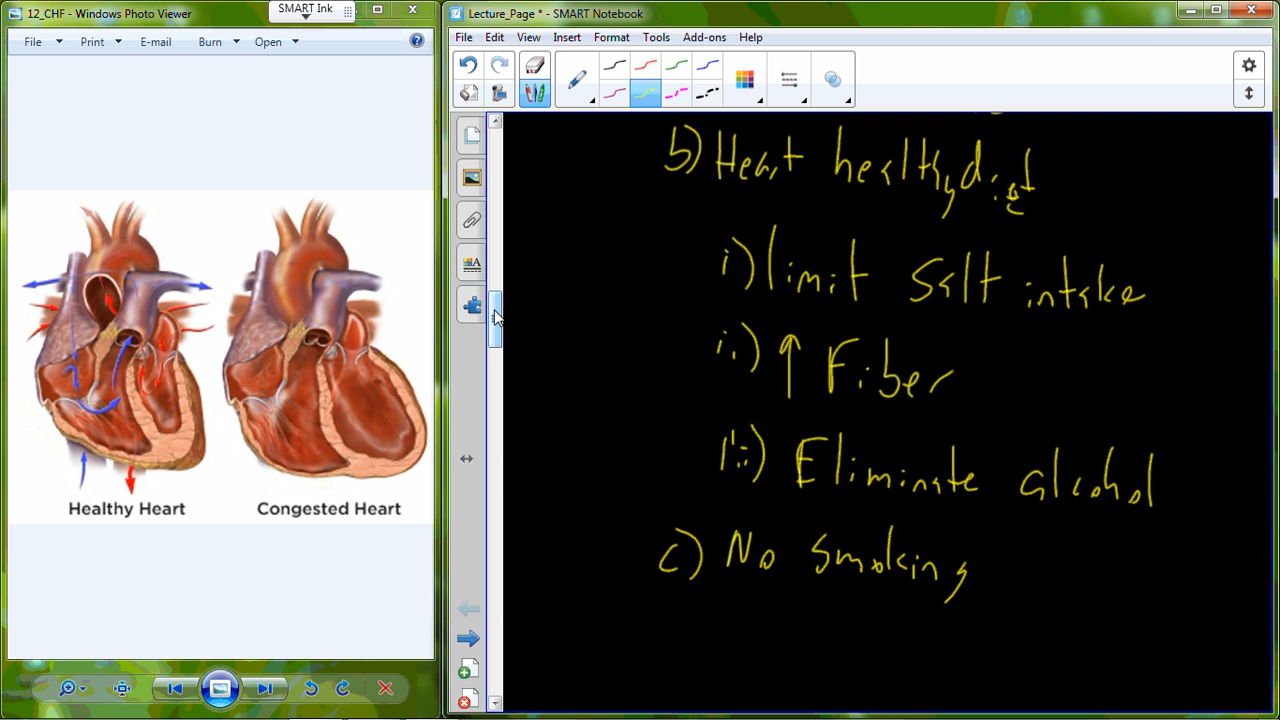 12_CHF - Windows Photo Viewer
SMART Ink
File Print E-mail Burn Open
Healthy Heart
Congested Heart
Lecture_Page * - SMART Notebook
File Edit View Insert Format Tools Add-ons Help
b) Heart healthy diet
i) limit Salt intake
ii) ↑ Fiber
iii) Eliminate alcohol
c) No smoking